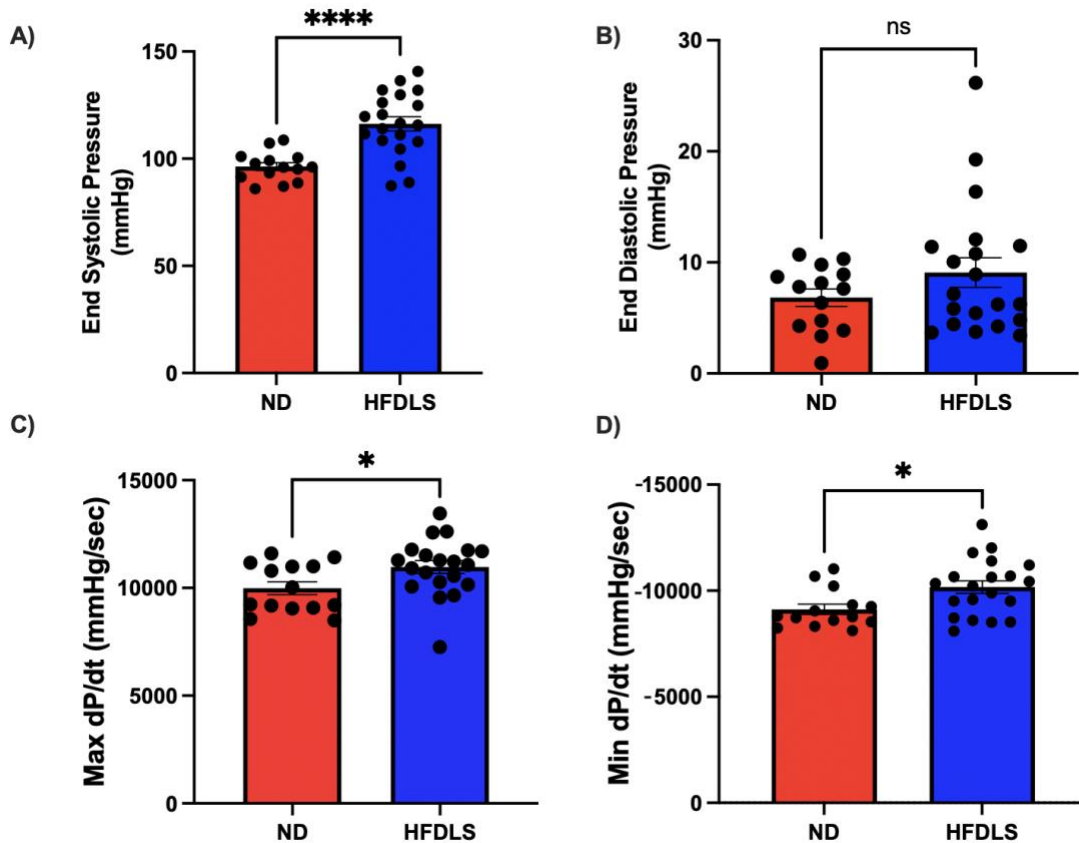 A)
****
End Systolic Pressure
(mmHg)
150
100
50
0
ND
HFDLS
B)
ns
End Diastolic Pressure
(mmHg)
30
20
10
0
ND
HFDLS
C)
*
Max dP/dt (mmHg/sec)
15000
10000
5000
0
ND
HFDLS
D)
*
Min dP/dt (mmHg/sec)
-15000
-10000
-5000
0
ND
HFDLS